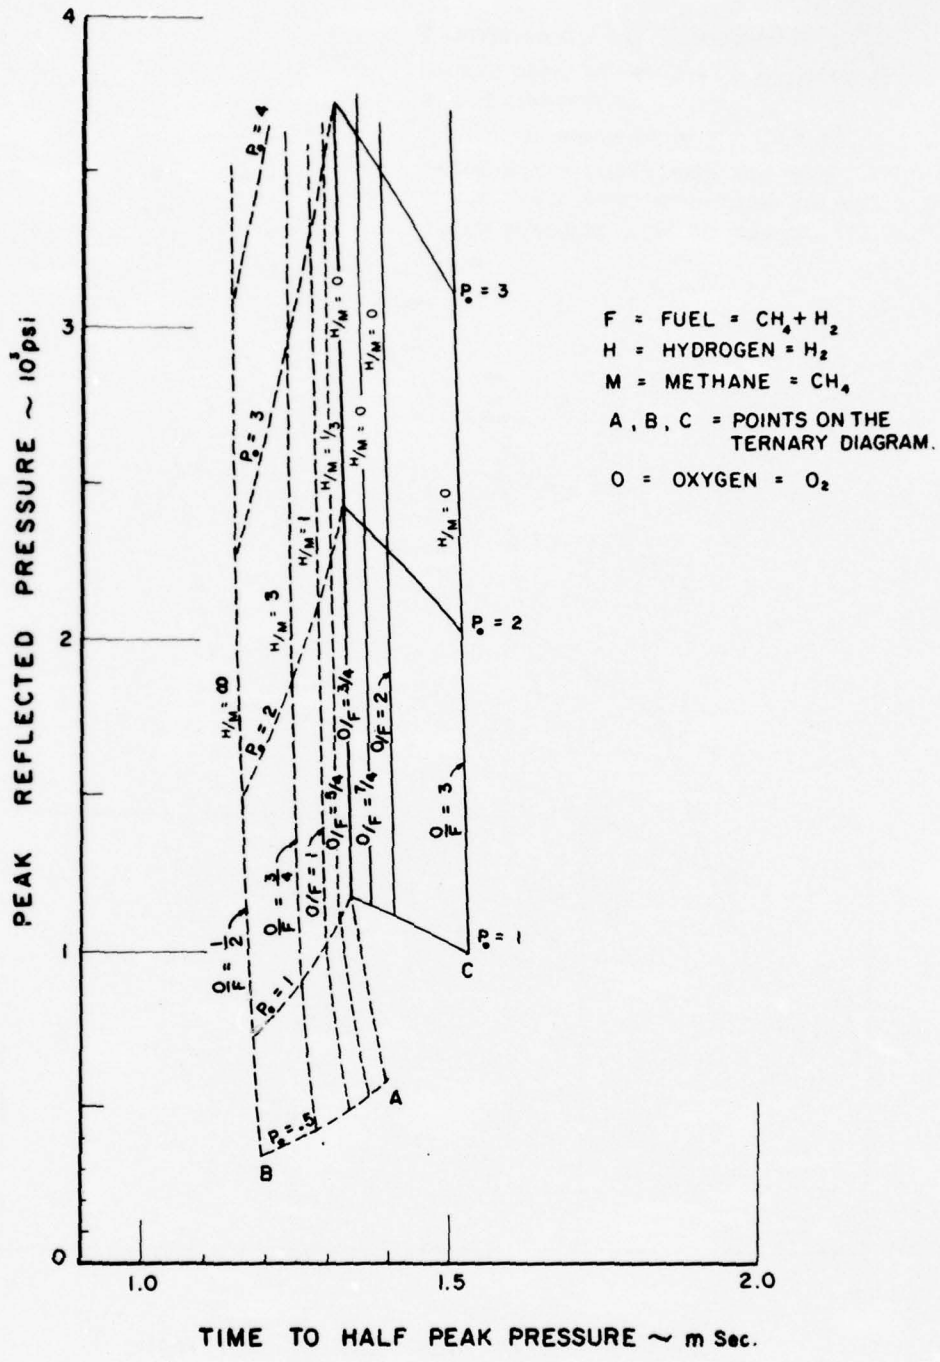 4
3
2
1
0
1.0
1.5
2.0
PEAK REFLECTED PRESSURE ~ 10³psi
TIME TO HALF PEAK PRESSURE ~ m Sec.
P₀ = 4
P₀ = 3
P₀ = 2
P₀ = 1
P₀ = .5
P₀ = 3
P₀ = 2
P₀ = 1
H/M = ∞
H/M = 3
H/M = 1
H/M = 1/3
H/M = 0
H/M = 0
H/M = 0
H/M = 0
O/F = 1/2
O/F = 3/4
O/F = 1
O/F = 5/4
O/F = 3/4
O/F = 7/4
O/F = 2
O/F = 3
A
B
C
F = FUEL = CH₄ + H₂
H = HYDROGEN = H₂
M = METHANE = CH₄
A, B, C = POINTS ON THE
TERNARY DIAGRAM.
O = OXYGEN = O₂